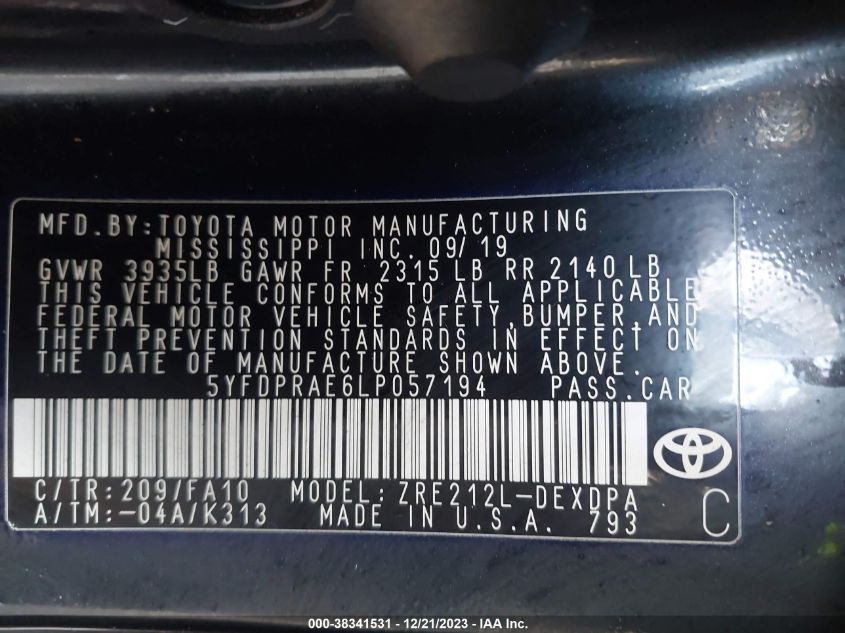 MFD. BY: TOYOTA MOTOR MANUFACTURING
MISSISSIPPI INC. 09/19
GVWR 3935LB GAWR FR 2315 LB RR 2140 LB
THIS VEHICLE CONFORMS TO ALL APPLICABLE
FEDERAL MOTOR VEHICLE SAFETY, BUMPER, AND
THEFT PREVENTION STANDARDS IN EFFECT ON
THE DATE OF MANUFACTURE SHOWN ABOVE.
5YFDPRAE6LP057194 PASS. CAR
C/TR: 209/FA10 MODEL: ZRE212L-DEXDPA
A/TM: -04A/K313 MADE IN U.S.A. 793 C
000-38341531 - 12/21/2023 - IAA Inc.